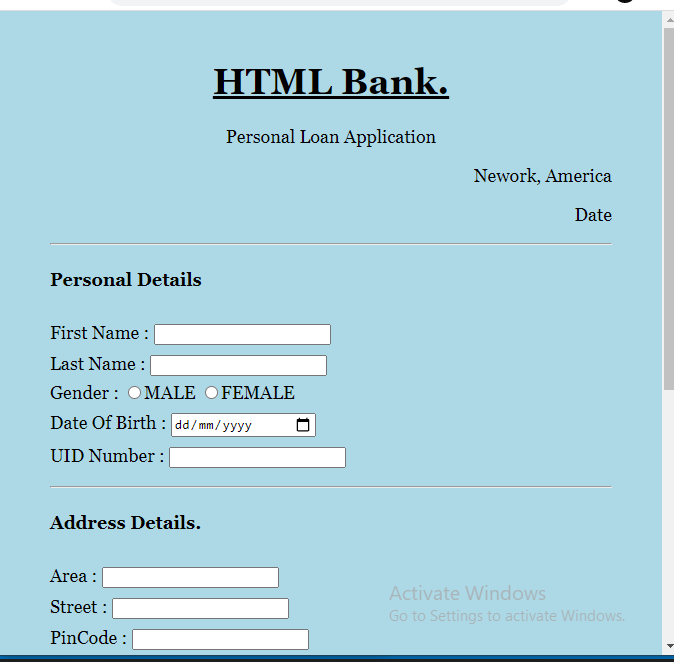 HTML Bank.
Personal Loan Application
Nework, America
Date
Personal Details
First Name :
Last Name :
Gender : MALE FEMALE
Date Of Birth : dd/mm/yyyy
UID Number :
Address Details.
Area :
Street :
PinCode :
Activate Windows
Go to Settings to activate Windows.